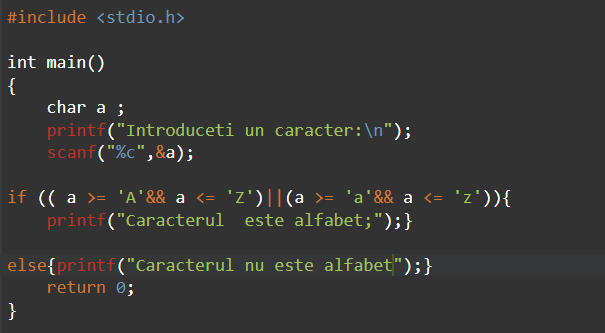 #include <stdio.h>
int main()
{
char a ;
printf("Introduceti un caracter:\n");
scanf("%c",&a);
if (( a >= 'A'&& a <= 'Z')||(a >= 'a'&& a <= 'z')){
printf("Caracterul  este alfabet;");}
else{printf("Caracterul nu este alfabet");}
return 0;
}